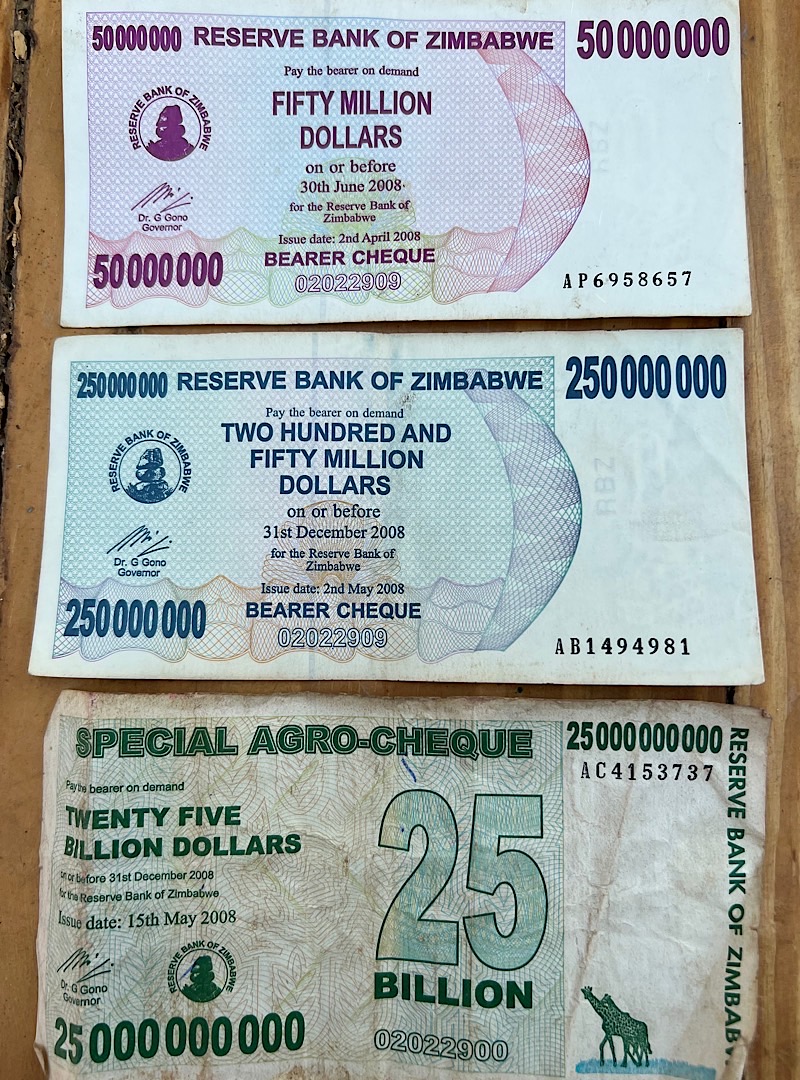 50000000 RESERVE BANK OF ZIMBABWE 50000000
Pay the bearer on demand
FIFTY MILLION
DOLLARS
RESERVE BANK OF ZIMBABWE
on or before
30th June 2008
for the Reserve Bank of
Zimbabwe
Dr. G Gono
Governor
Issue date: 2nd April 2008
BEARER CHEQUE
50000000
02022909
AP6958657
RBZ
250000000 RESERVE BANK OF ZIMBABWE 250000000
Pay the bearer on demand
TWO HUNDRED AND
FIFTY MILLION
DOLLARS
RESERVE BANK OF ZIMBABWE
on or before
31st December 2008
for the Reserve Bank of
Zimbabwe
Dr. G Gono
Governor
Issue date: 2nd May 2008
BEARER CHEQUE
250000000
02022909
AB1494981
RBZ
SPECIAL AGRO-CHEQUE
25000000000
AC4153737
Pay the bearer on demand
TWENTY FIVE
BILLION DOLLARS
on or before 31st December 2008
for the Reserve Bank of Zimbabwe
Issue date: 15th May 2008
Dr. G Gono
Governor
RESERVE BANK OF ZIMBABWE
25000000000
25
BILLION
02022900
RESERVE BANK OF ZIMBABW